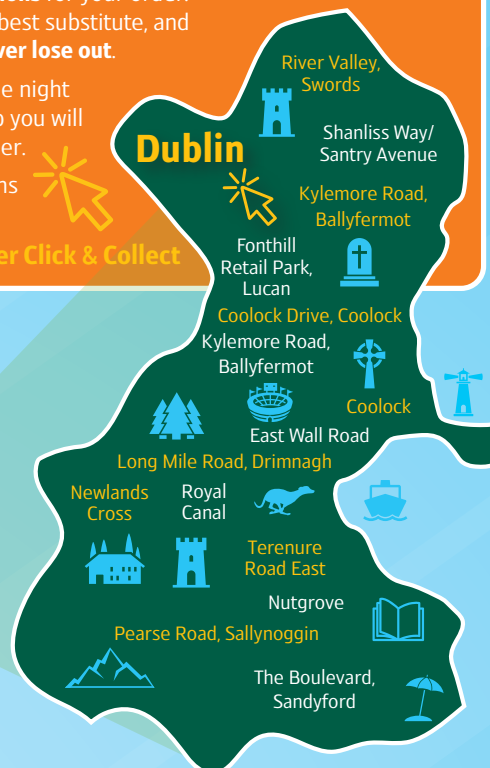 for your order.
best substitute, and
ver lose out.
e night
o you will
er.
ns
er Click & Collect
Dublin
River Valley,
Swords
Shanliss Way/
Santry Avenue
Kylemore Road,
Ballyfermot
Fonthill
Retail Park,
Lucan
Coolock Drive, Coolock
Kylemore Road,
Ballyfermot
Coolock
East Wall Road
Long Mile Road, Drimnagh
Newlands
Cross
Royal
Canal
Terenure
Road East
Nutgrove
Pearse Road, Sallynoggin
The Boulevard,
Sandyford